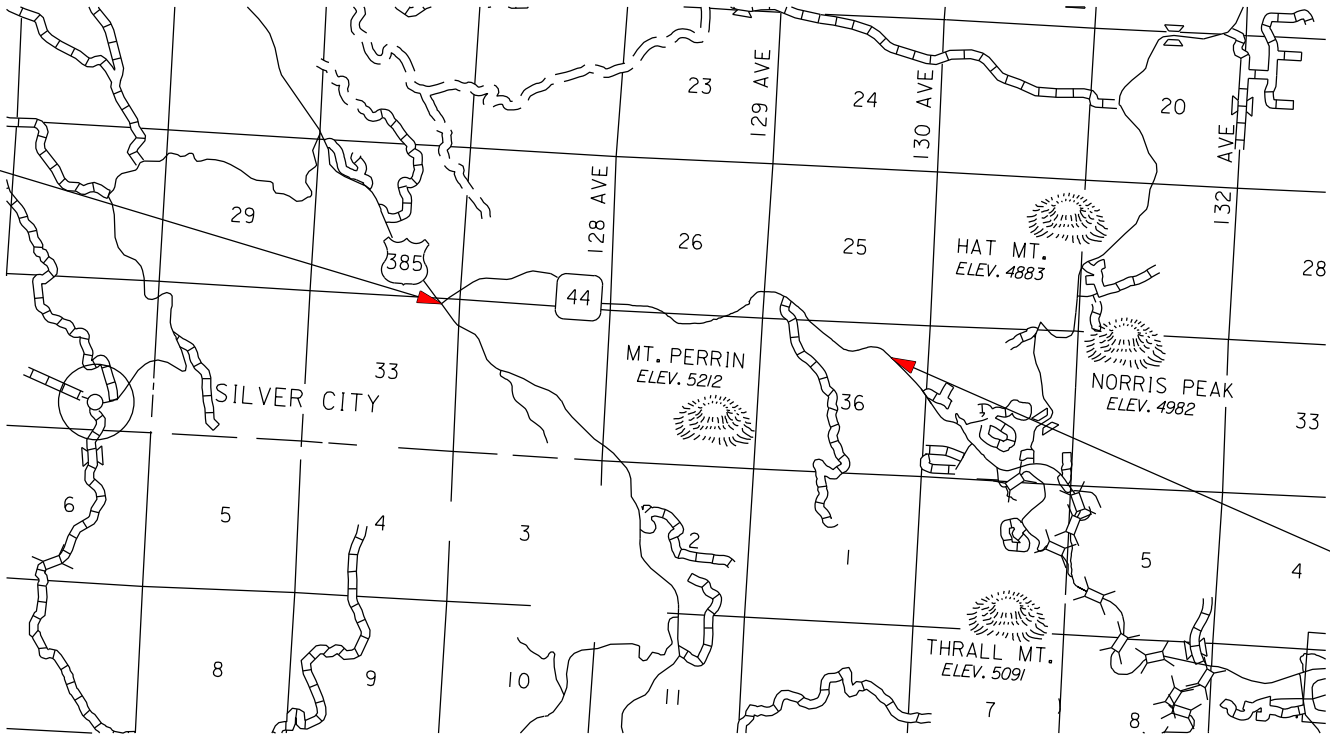 23
129 AVE
24
130 AVE
20
132 AVE
29
128 AVE
26
25
HAT MT.
ELEV. 4883
28
385
44
33
MT. PERRIN
ELEV. 5212
NORRIS PEAK
ELEV. 4982
SILVER CITY
36
33
6
5
4
3
2
1
5
4
THRALL MT.
ELEV. 5091
8
9
10
11
7
8